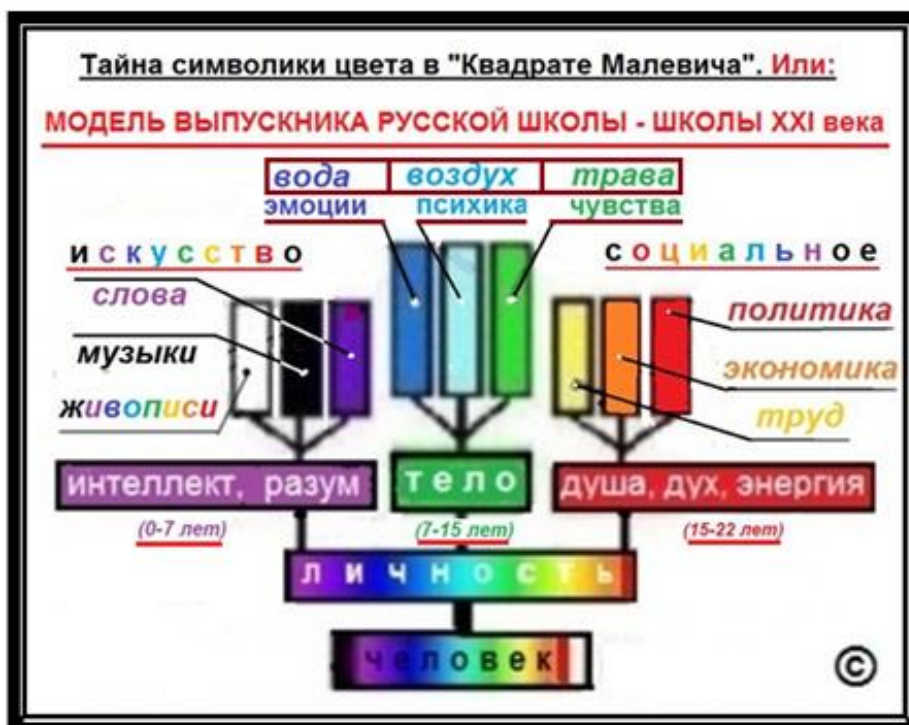 Тайна символики цвета в "Квадрате Малевича". Или:
МОДЕЛЬ ВЫПУСКНИКА РУССКОЙ ШКОЛЫ - ШКОЛЫ XXI века
вода воздух трава
эмоции психика чувства
искусство
слова
музыки
живописи
социальное
политика
экономика
труд
интеллект, разум
тело
душа, дух, энергия
(0-7 лет)
(7-15 лет)
(15-22 лет)
личность
человек
©